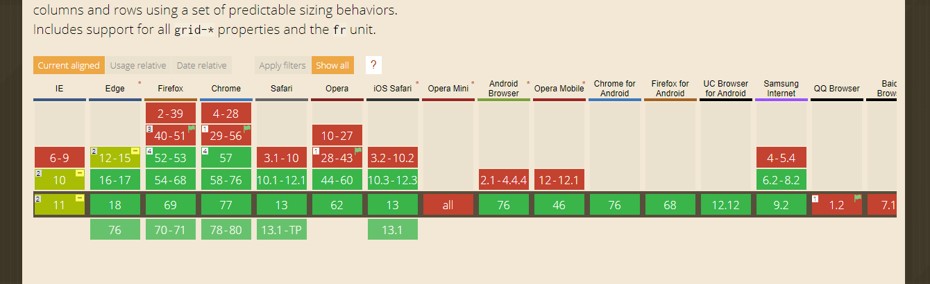 columns and rows using a set of predictable sizing behaviors.
Includes support for all grid-* properties and the fr unit.
Current aligned Usage relative Date relative Apply filters Show all ?
IE Edge * Firefox Chrome Safari Opera iOS Safari * Opera Mini * Android Browser * Opera Mobile * Chrome for Android Firefox for Android UC Browser for Android Samsung Internet QQ Browser Baid Brow
2-39 4-28
3 40-51 1 29-56 10-27
6-9 2 12-15 4 52-53 4 57 3.1-10 1 28-43 3.2-10.2 4-5.4
2 10 16-17 54-68 58-76 10.1-12.1 44-60 10.3-12.3 2.1-4.4.4 12-12.1 6.2-8.2
2 11 18 69 77 13 62 13 all 76 46 76 68 12.12 9.2 1 1.2 7.1
76 70-71 78-80 13.1-TP 13.1